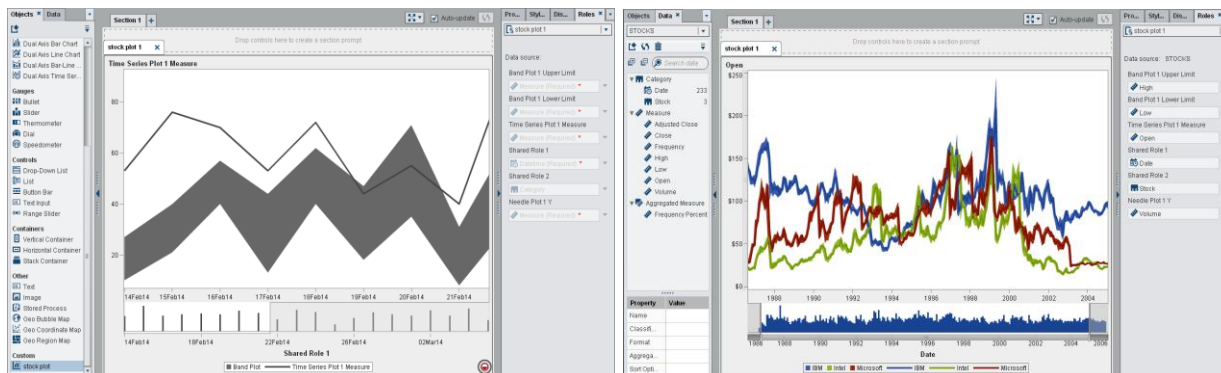 Objects × Data
Dual Axis Bar Chart
Dual Axis Line Chart
Dual Axis Bar-Line ...
Dual Axis Time Ser...
Gauges
Bullet
Slider
Thermometer
Dial
Speedometer
Controls
Drop-Down List
List
Button Bar
Text Input
Range Slider
Containers
Vertical Container
Horizontal Container
Stack Container
Other
Text
Image
Stored Process
Geo Bubble Map
Geo Coordinate Map
Geo Region Map
Custom
stock plot
Section 1 +
Auto-update
Drop controls here to create a section prompt
stock plot 1 ×
Time Series Plot 1 Measure
80
60
40
20
14Feb14 15Feb14 16Feb14 17Feb14 18Feb14 19Feb14 20Feb14 21Feb14
14Feb14 18Feb14 22Feb14 26Feb14 02Mar14
Shared Role 1
Band Plot Time Series Plot 1 Measure
Pro... Styl... Dis... Roles ×
stock plot 1
Data source:
Band Plot 1 Upper Limit
Measure (Required) *
Band Plot 1 Lower Limit
Measure (Required) *
Time Series Plot 1 Measure
Measure (Required) *
Shared Role 1
Datetime (Required) *
Shared Role 2
Category
Needle Plot 1 Y
Measure (Required) *
Objects Data ×
STOCKS
Search data
Category
Date 233
Stock 3
Measure
Adjusted Close
Close
Frequency
High
Low
Open
Volume
Aggregated Measure
Frequency Percent
Property Value
Name
Classifi...
Format
Aggrega...
Sort Opti...
Section 1 +
Auto-update
Drop controls here to create a section prompt
stock plot 1 ×
Open
$250
$200
$150
$100
$50
$0
1988 1990 1992 1994 1996 1998 2000 2002 2004
1986 1988 1990 1992 1994 1996 1998 2000 2002 2004 2006
Date
IBM Intel Microsoft IBM Intel Microsoft
Pro... Styl... Dis... Roles ×
stock plot 1
Data source: STOCKS
Band Plot 1 Upper Limit
High
Band Plot 1 Lower Limit
Low
Time Series Plot 1 Measure
Open
Shared Role 1
Date
Shared Role 2
Stock
Needle Plot 1 Y
Volume